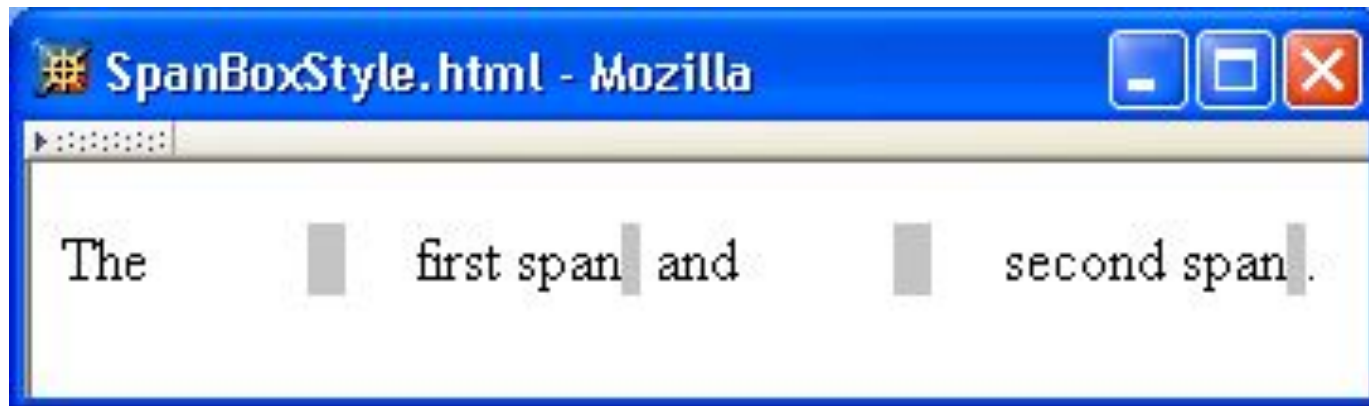 SpanBoxStyle.html - Mozilla
The first span and second span .